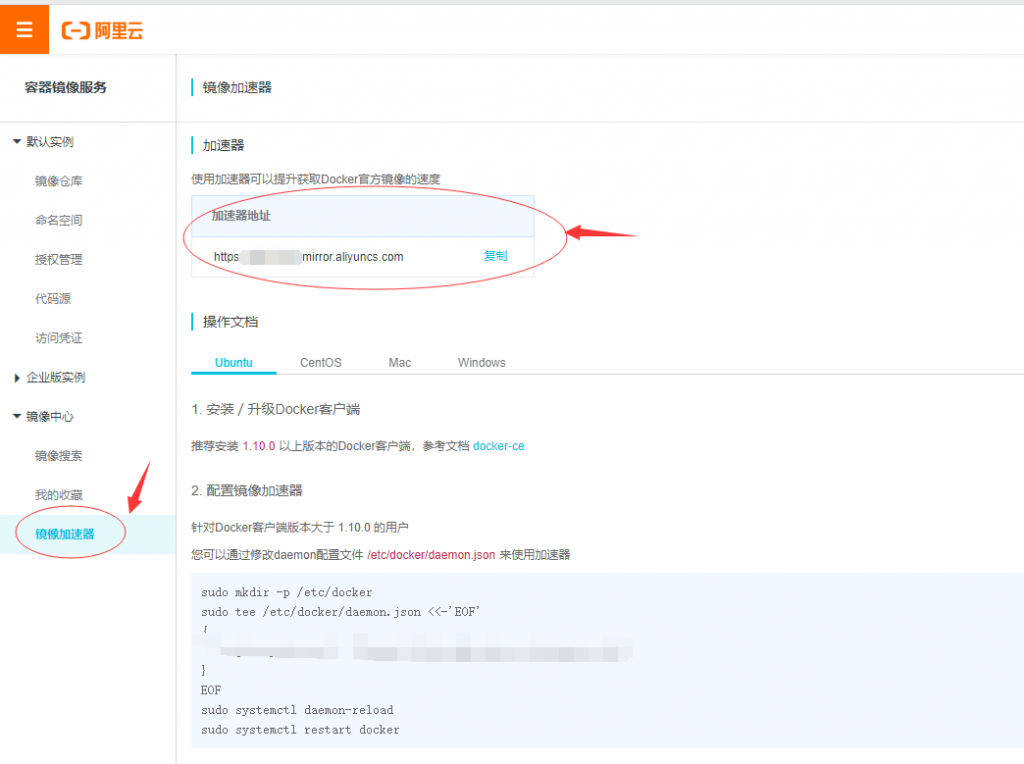 阿里云
容器镜像服务
镜像加速器
默认实例
镜像仓库
命名空间
授权管理
代码源
访问凭证
企业版实例
镜像中心
镜像搜索
我的收藏
镜像加速器
加速器
使用加速器可以提升获取Docker官方镜像的速度
加速器地址
https mirror.aliyuncs.com 复制
操作文档
Ubuntu CentOS Mac Windows
1. 安装 / 升级Docker客户端
推荐安装 1.10.0 以上版本的Docker客户端，参考文档 docker-ce
2. 配置镜像加速器
针对Docker客户端版本大于 1.10.0 的用户
您可以通过修改daemon配置文件 /etc/docker/daemon.json 来使用加速器
sudo mkdir -p /etc/docker
sudo tee /etc/docker/daemon.json <<-'EOF'
}
EOF
sudo systemctl daemon-reload
sudo systemctl restart docker